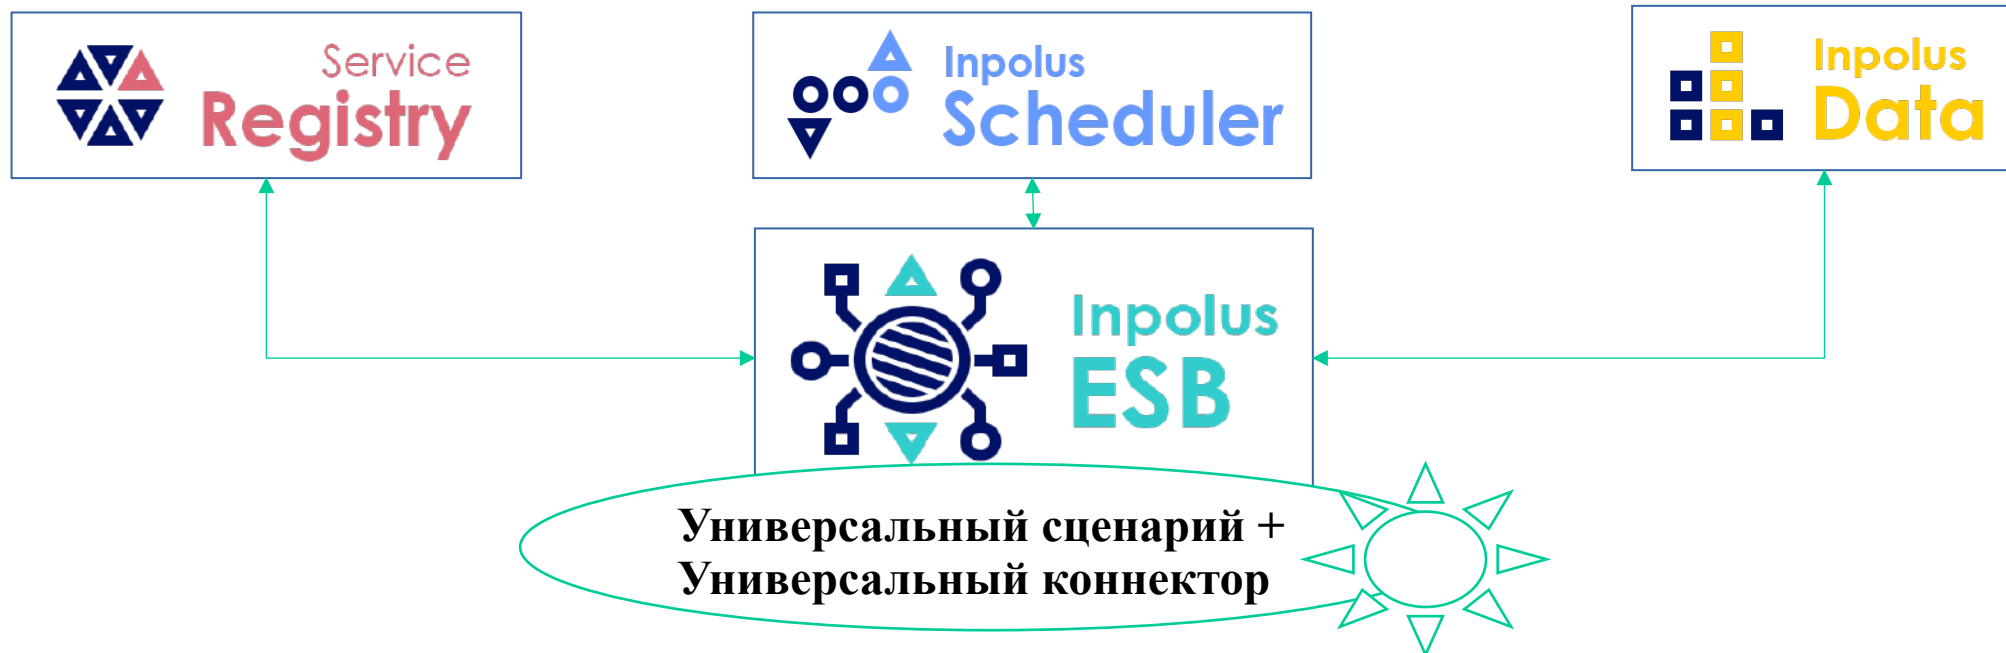 Service
Registry
Inpolus
Scheduler
Inpolus
Data
Inpolus
ESB
Универсальный сценарий +
Универсальный коннектор